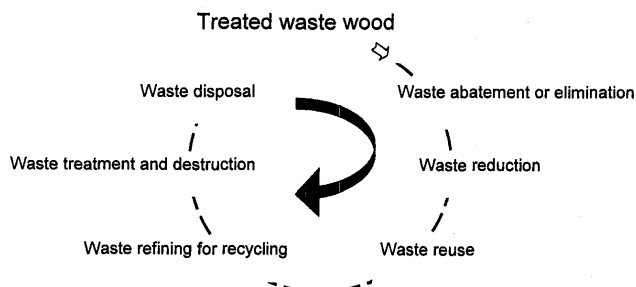 Treated waste wood
Waste disposal
Waste abatement or elimination
Waste treatment and destruction
Waste reduction
Waste refining for recycling
Waste reuse